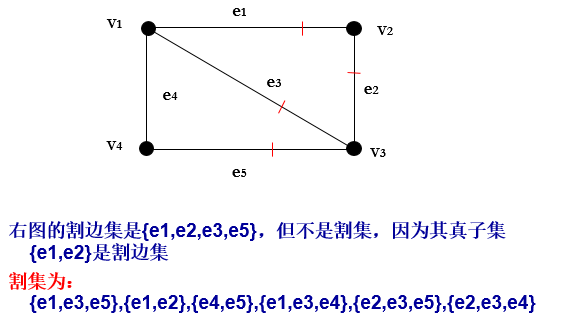 e1
V1
V2
e3
e2
e4
V4
V3
e5
右图的割边集是{e1,e2,e3,e5}，但不是割集，因为其真子集
{e1,e2}是割边集
割集为：
{e1,e3,e5},{e1,e2},{e4,e5},{e1,e3,e4},{e2,e3,e5},{e2,e3,e4}